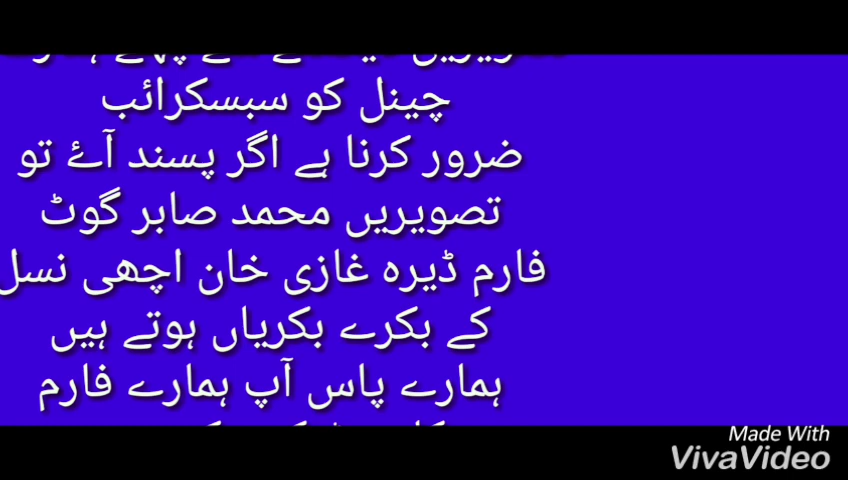 چینل کو سبسکرائب
ضرور کرنا ہے اگر پسند آۓ تو
تصویریں محمد صابر گوٹ
فارم ڈیرہ غازی خان اچھی نسل
کے بکرے بکریاں ہوتے ہیں
ہمارے پاس آپ ہمارے فارم
Made With
VivaVideo